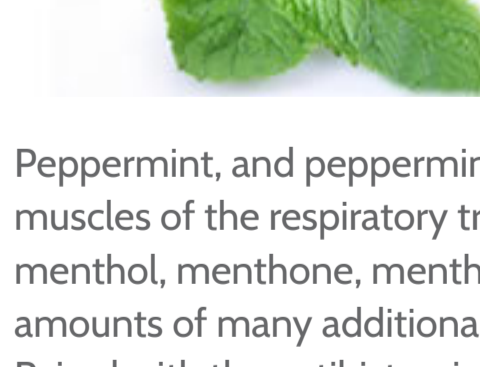 Peppermint, and peppermin
muscles of the respiratory tr
menthol, menthone, menth
amounts of many additiona